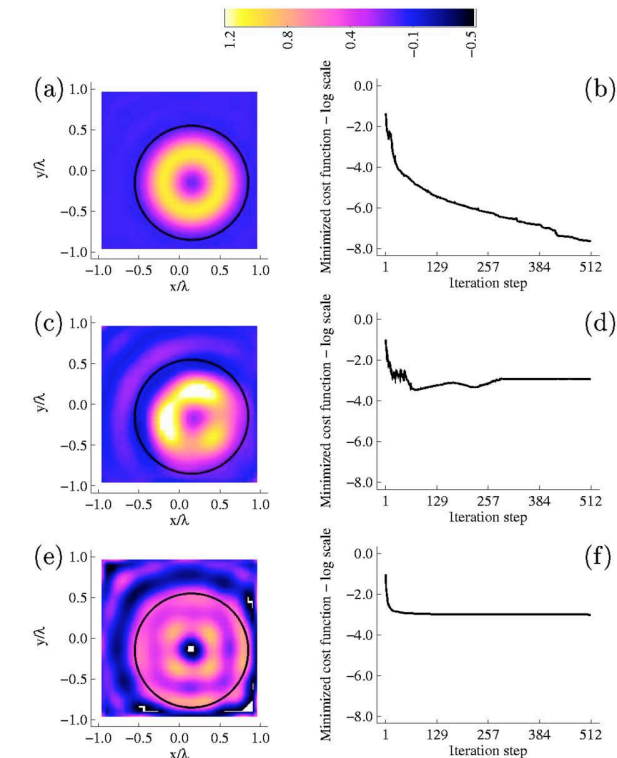 1.2 0.8 0.4 −0.1 −0.5
(a)
1.0
0.5
0.0
−0.5
−1.0
y/λ
−1.0 −0.5 0.0 0.5 1.0
x/λ
(b)
0.0
−2.0
−4.0
−6.0
−8.0
Minimized cost function − log scale
1 129 257 384 512
Iteration step
(c)
1.0
0.5
0.0
−0.5
−1.0
y/λ
−1.0 −0.5 0.0 0.5 1.0
x/λ
(d)
0.0
−2.0
−4.0
−6.0
−8.0
Minimized cost function − log scale
1 129 257 384 512
Iteration step
(e)
1.0
0.5
0.0
−0.5
−1.0
y/λ
−1.0 −0.5 0.0 0.5 1.0
x/λ
(f)
0.0
−2.0
−4.0
−6.0
−8.0
Minimized cost function − log scale
1 129 257 384 512
Iteration step